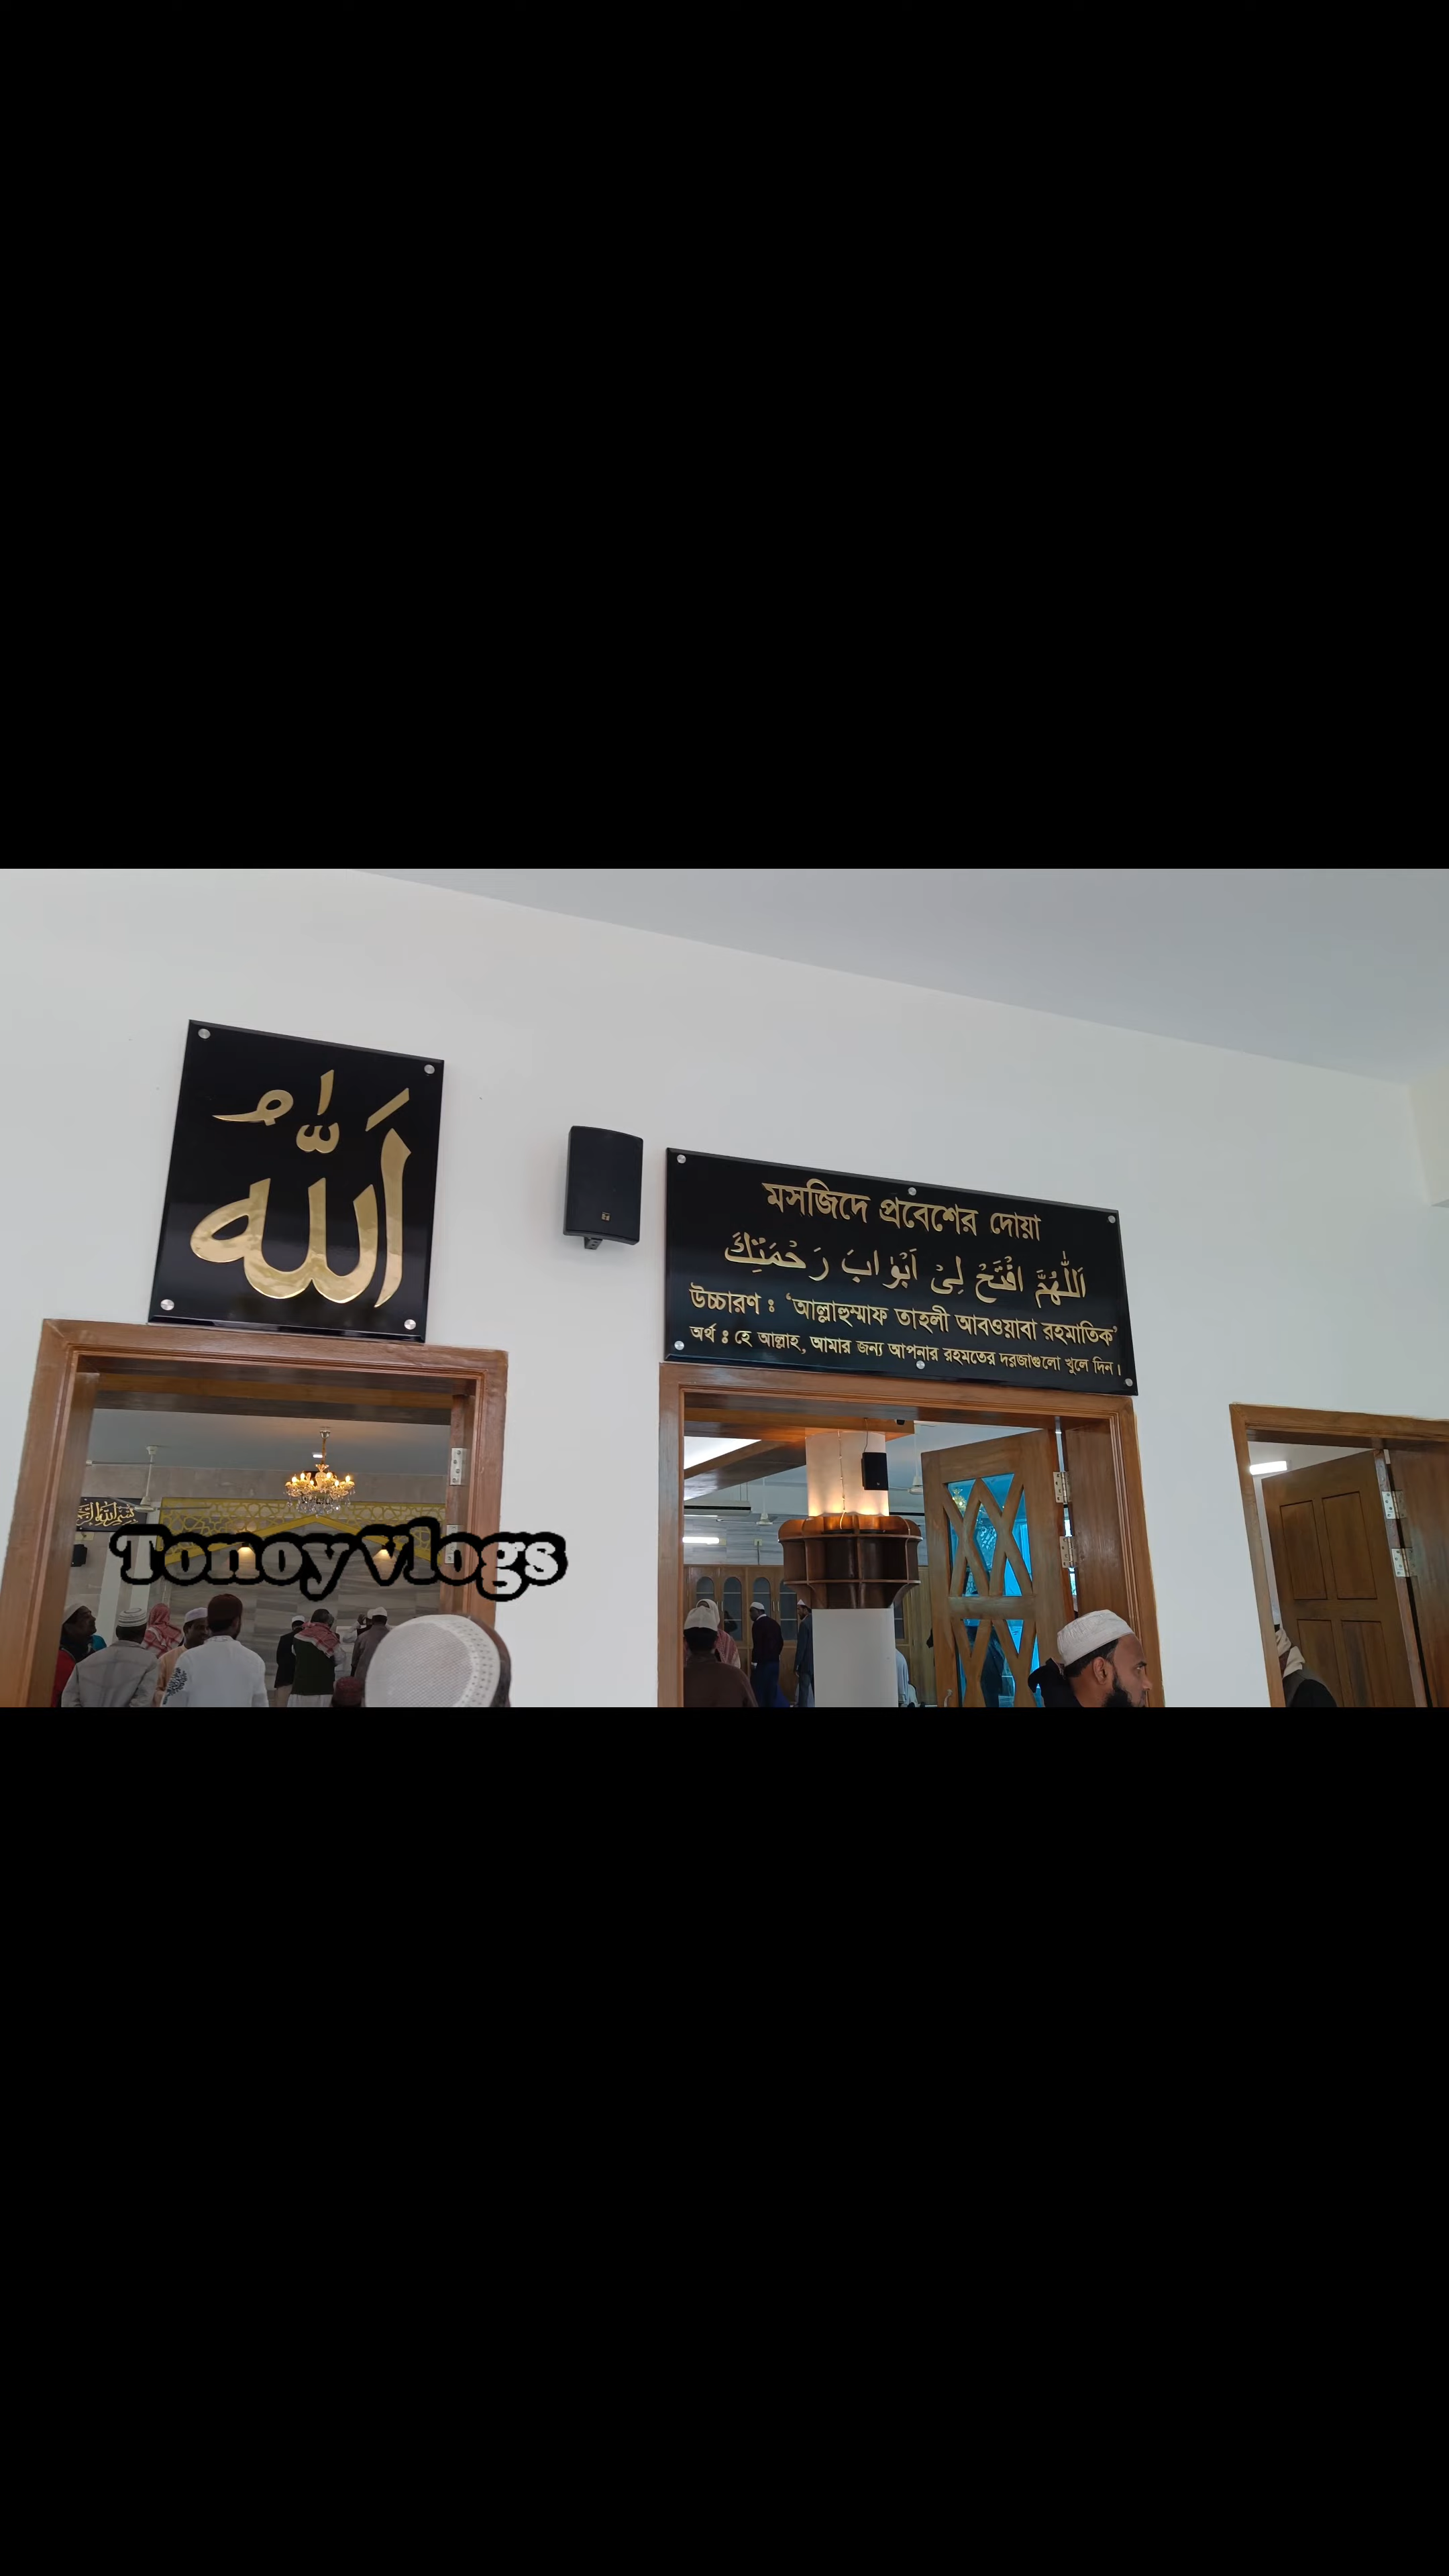 اَللّٰهُ
মসজিদে প্রবেশের দোয়া
اَللّٰهُمَّ افْتَحْ لِىْ اَبْوَابَ رَحْمَتِكَ
উচ্চারণ : ‘আল্লাহুম্মাফ তাহলী আবওয়াবা রহমাতিক’
অর্থ : হে আল্লাহ, আমার জন্য আপনার রহমতের দরজাগুলো খুলে দিন।
Tonoy Vlogs